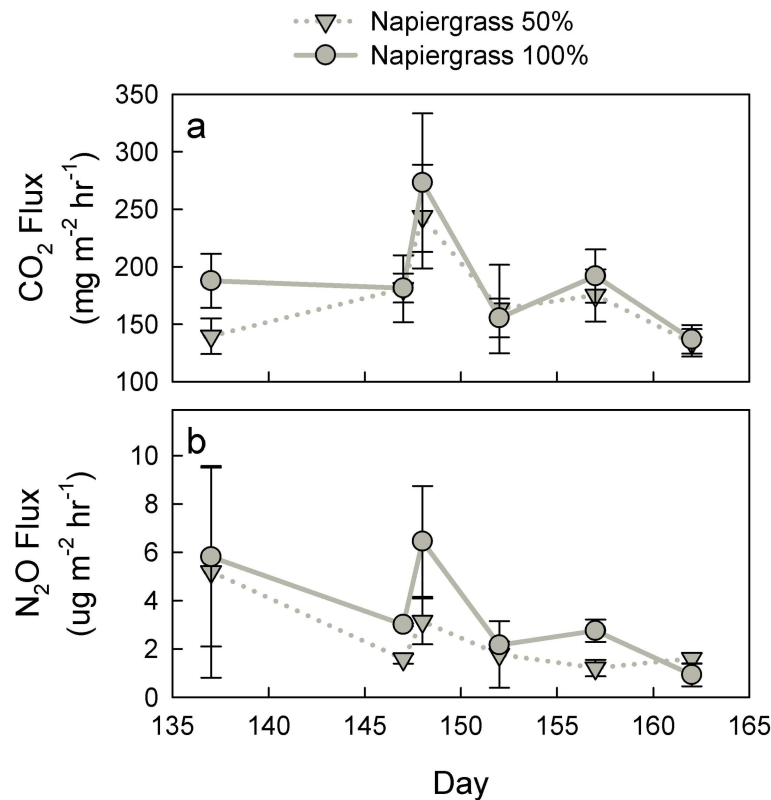 Napiergrass 50%
Napiergrass 100%
a
350
300
250
200
150
100
CO₂ Flux
(mg m⁻² hr⁻¹)
b
10
8
6
4
2
0
N₂O Flux
(ug m⁻² hr⁻¹)
135 140 145 150 155 160 165
Day